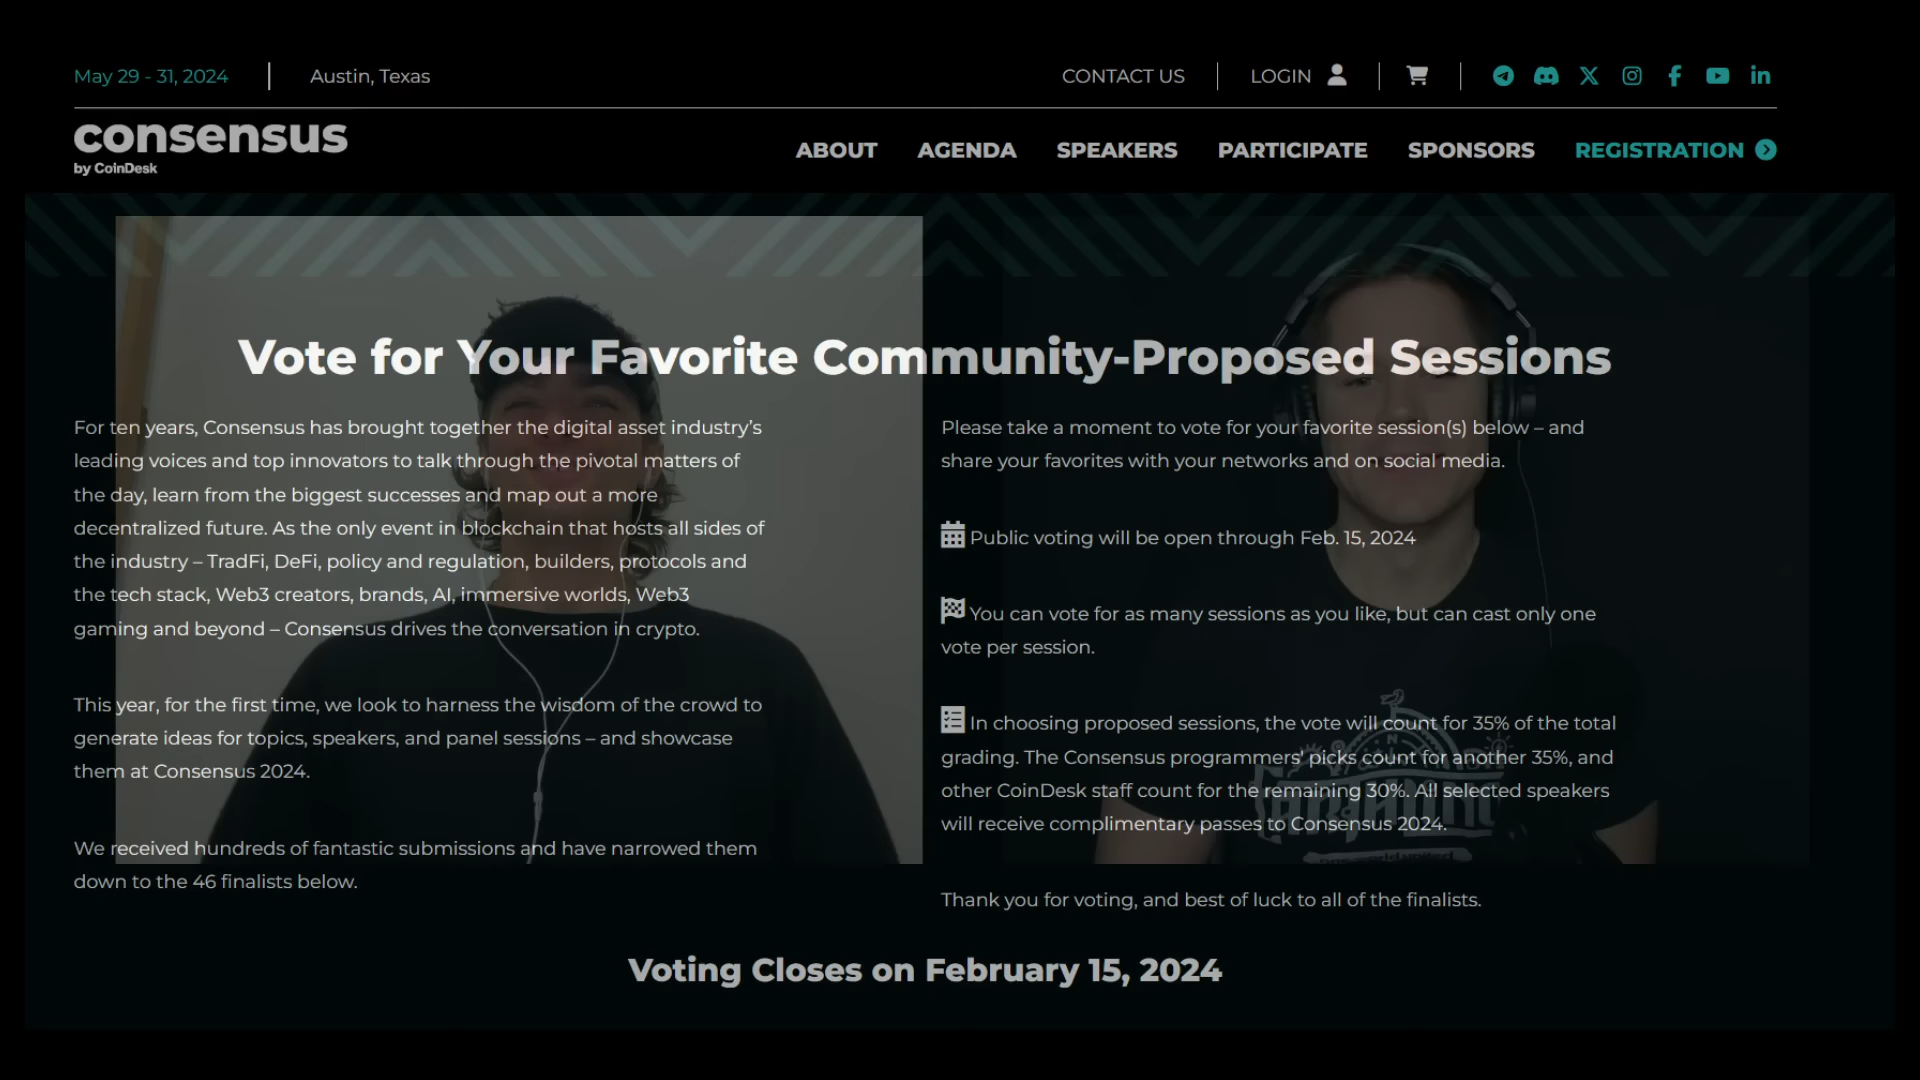 May 29 - 31, 2024
Austin, Texas
CONTACT US
LOGIN
consensus
by CoinDesk
ABOUT
AGENDA
SPEAKERS
PARTICIPATE
SPONSORS
REGISTRATION
Vote for Your Favorite Community-Proposed Sessions
For ten years, Consensus has brought together the digital asset industry's
leading voices and top innovators to talk through the pivotal matters of
the day, learn from the biggest successes and map out a more
decentralized future. As the only event in blockchain that hosts all sides of
the industry – TradFi, DeFi, policy and regulation, builders, protocols and
the tech stack, Web3 creators, brands, AI, immersive worlds, Web3
gaming and beyond – Consensus drives the conversation in crypto.
This year, for the first time, we look to harness the wisdom of the crowd to
generate ideas for topics, speakers, and panel sessions – and showcase
them at Consensus 2024.
We received hundreds of fantastic submissions and have narrowed them
down to the 46 finalists below.
Please take a moment to vote for your favorite session(s) below – and
share your favorites with your networks and on social media.
Public voting will be open through Feb. 15, 2024
You can vote for as many sessions as you like, but can cast only one
vote per session.
In choosing proposed sessions, the vote will count for 35% of the total
grading. The Consensus programmers' picks count for another 35%, and
other CoinDesk staff count for the remaining 30%. All selected speakers
will receive complimentary passes to Consensus 2024.
Thank you for voting, and best of luck to all of the finalists.
Voting Closes on February 15, 2024